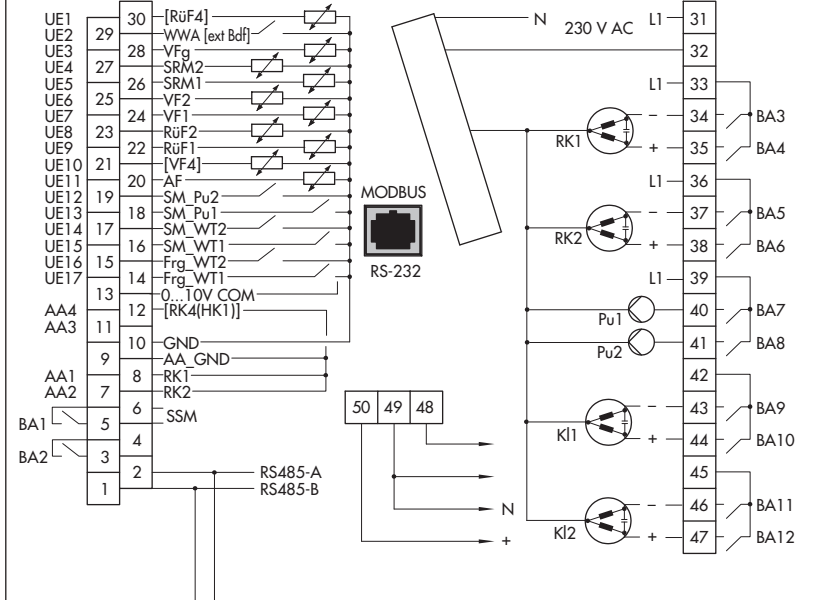 UE1 30 [RüF4]
UE2 29 WWA [ext Bdf]
UE3 28 VFg
UE4 27 SRM2
UE5 26 SRM1
UE6 25 VF2
UE7 24 VF1
UE8 23 RüF2
UE9 22 RüF1
UE10 21 [VF4]
UE11 20 AF
UE12 19 SM_Pu2
UE13 18 SM_Pu1
UE14 17 SM_WT2
UE15 16 SM_WT1
UE16 15 Frg_WT2
UE17 14 Frg_WT1
13 0...10V COM
AA4 12 [RK4(HK1)]
AA3 11
10 GND
9 AA_GND
AA1 8 RK1
AA2 7 RK2
6 SSM
BA1 5
4
BA2 3
2 RS485-A
1 RS485-B
MODBUS
RS-232
50 49 48
N
+
N 230 V AC L1 31
32
L1 33
RK1 − 34 BA3
+ 35 BA4
L1 36
RK2 − 37 BA5
+ 38 BA6
L1 39
Pu1 40 BA7
Pu2 41 BA8
42
Kl1 − 43 BA9
+ 44 BA10
45
Kl2 − 46 BA11
+ 47 BA12